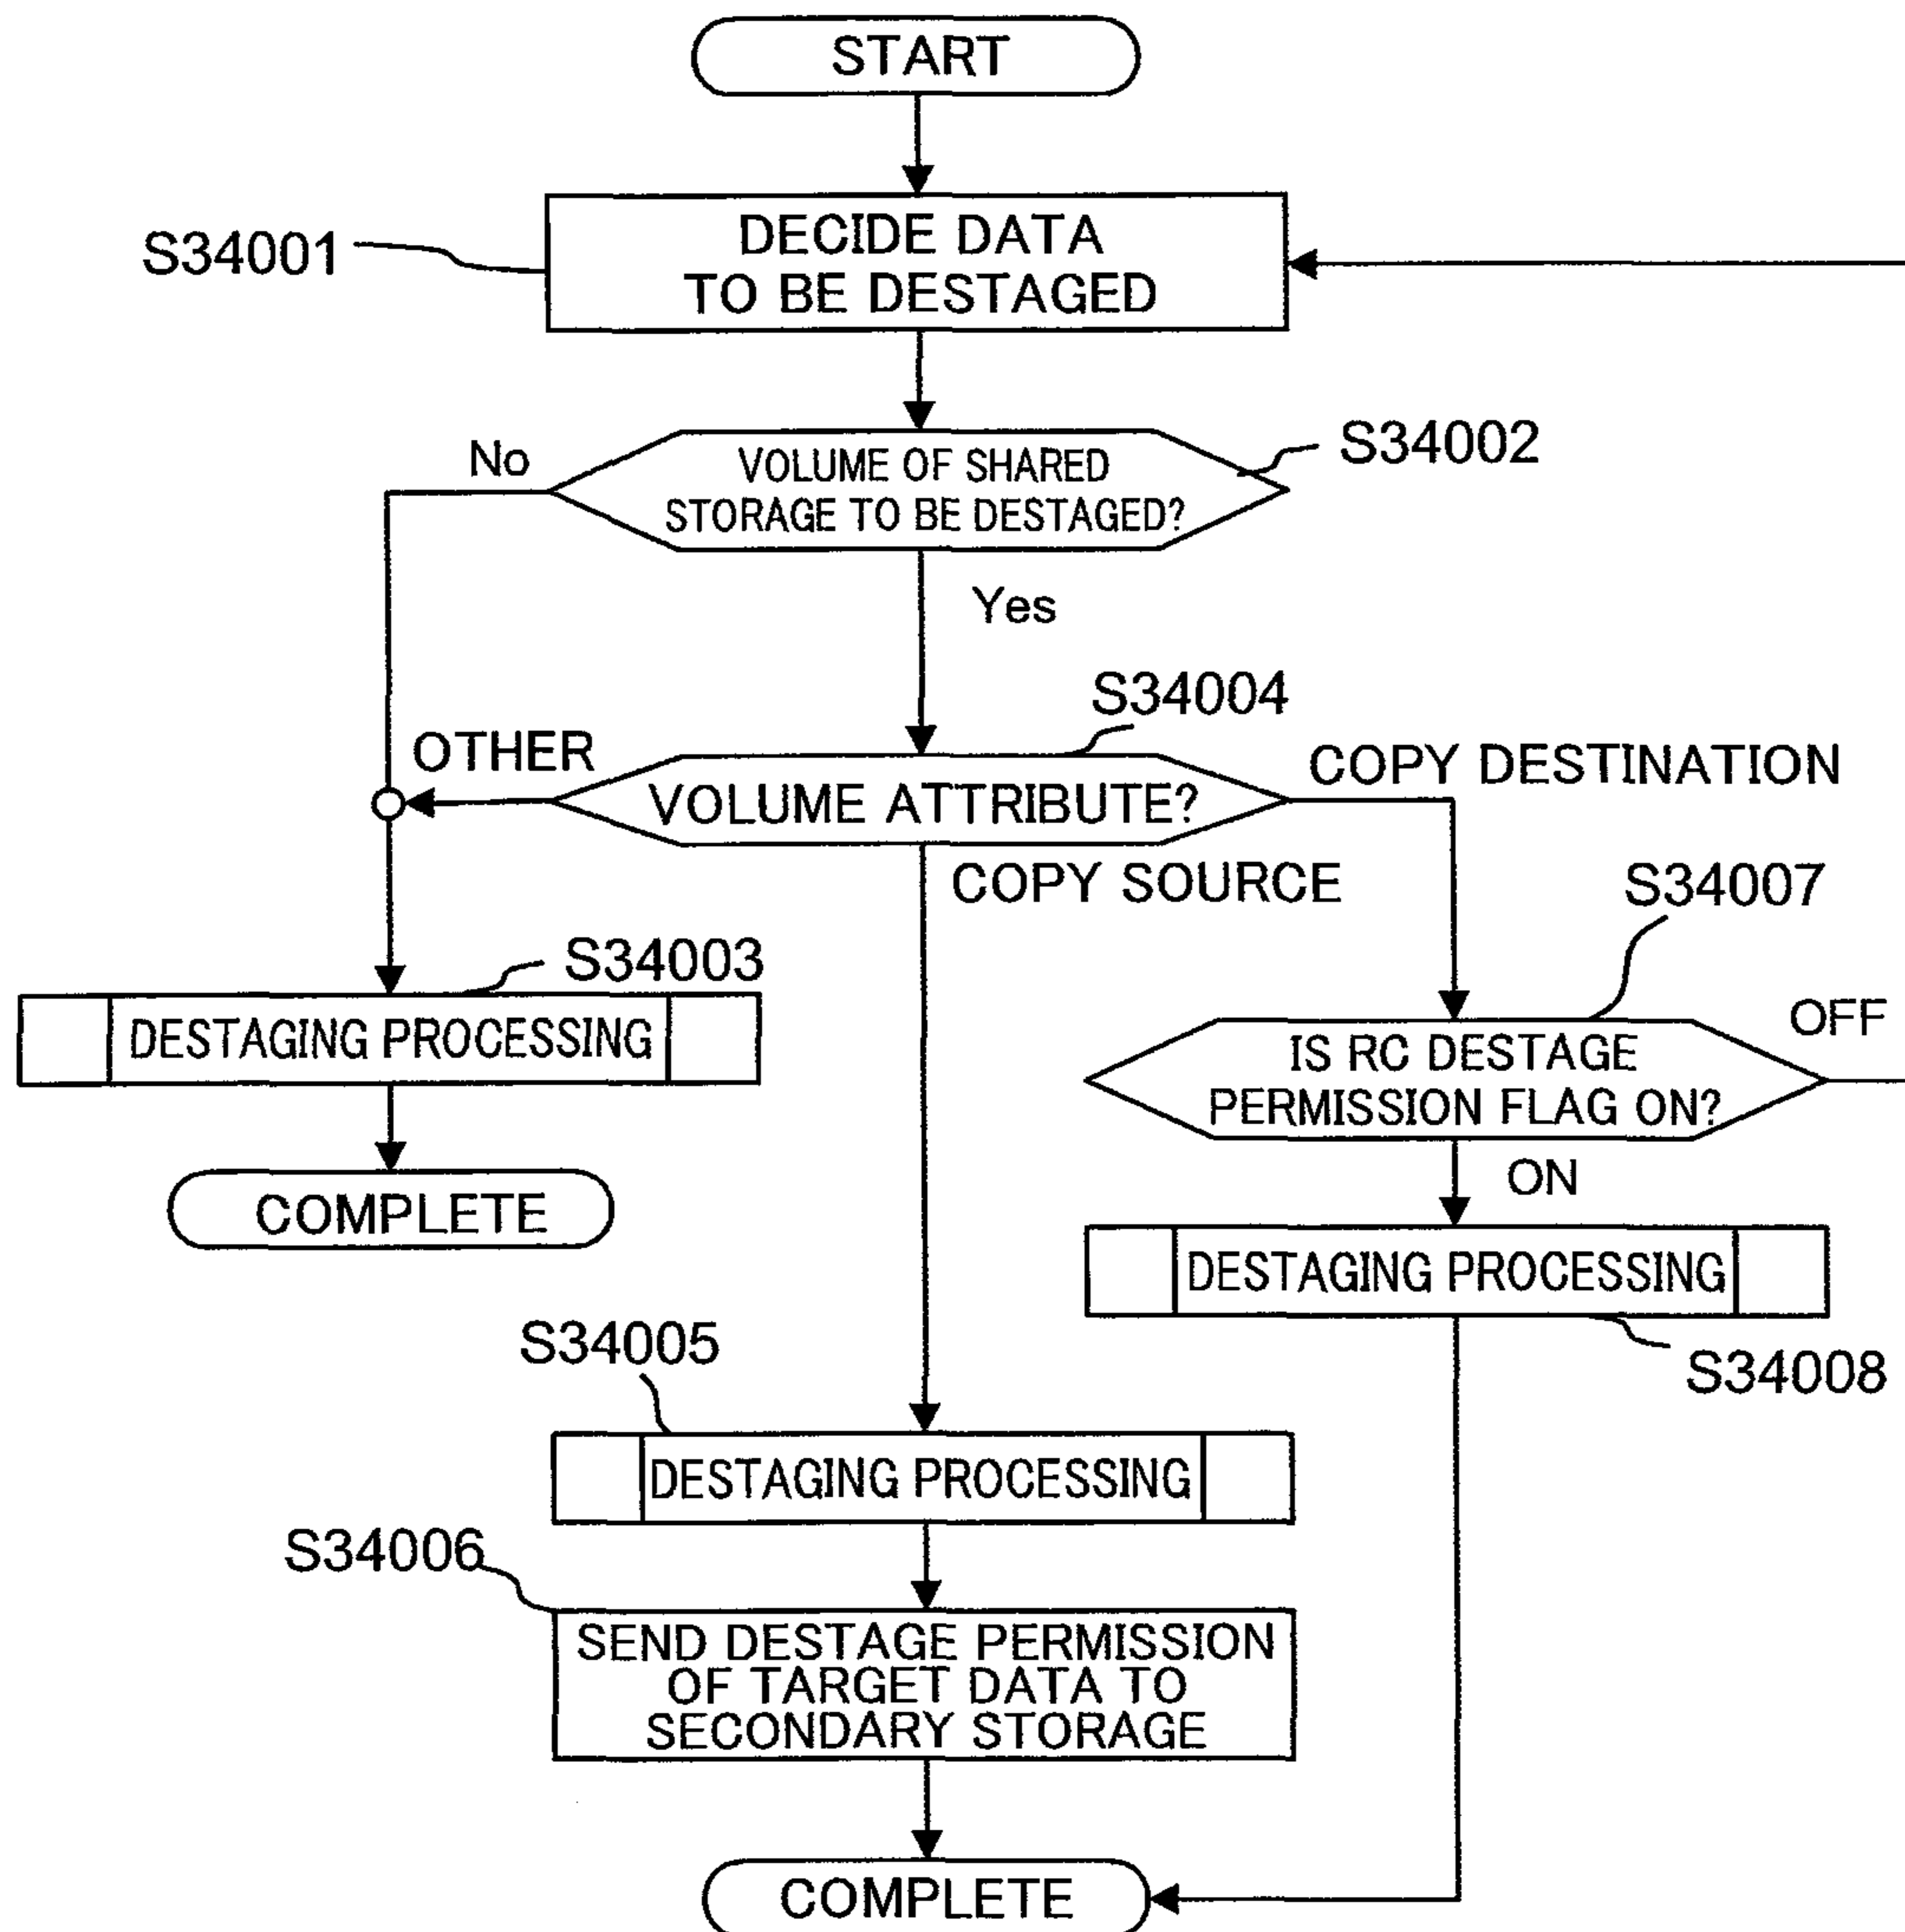 START
S34001
DECIDE DATA
TO BE DESTAGED
No
VOLUME OF SHARED
STORAGE TO BE DESTAGED?
S34002
Yes
S34004
OTHER
VOLUME ATTRIBUTE?
COPY DESTINATION
COPY SOURCE
S34007
S34003
DESTAGING PROCESSING
IS RC DESTAGE
PERMISSION FLAG ON?
OFF
ON
COMPLETE
DESTAGING PROCESSING
S34008
S34005
DESTAGING PROCESSING
S34006
SEND DESTAGE PERMISSION
OF TARGET DATA TO
SECONDARY STORAGE
COMPLETE